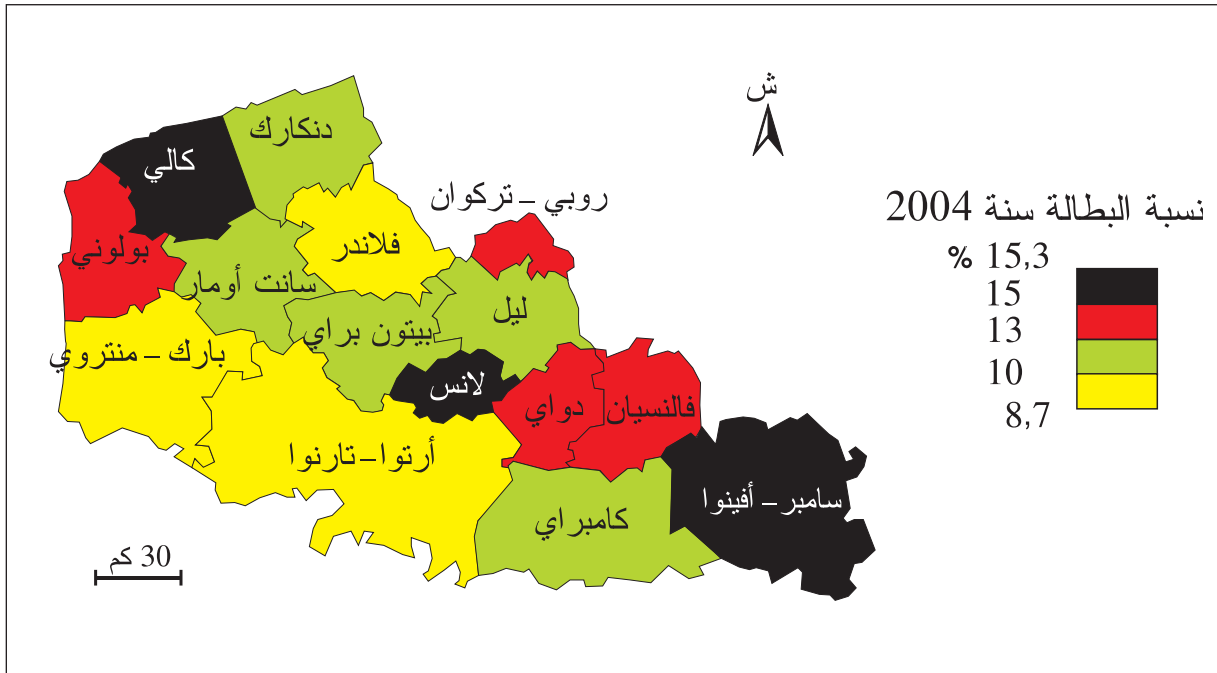 ش
دنكارك
كالي
روبي – تركوان
فلاندر
بولوني
سانت أومار
ليل
بيتون براي
بارك – منتروي
لانس
دواي
فالنسيان
أرتوا – تارنوا
سامبر – أفينوا
كامبراي
30 كم
نسبة البطالة سنة 2004
% 15,3
15
13
10
8,7